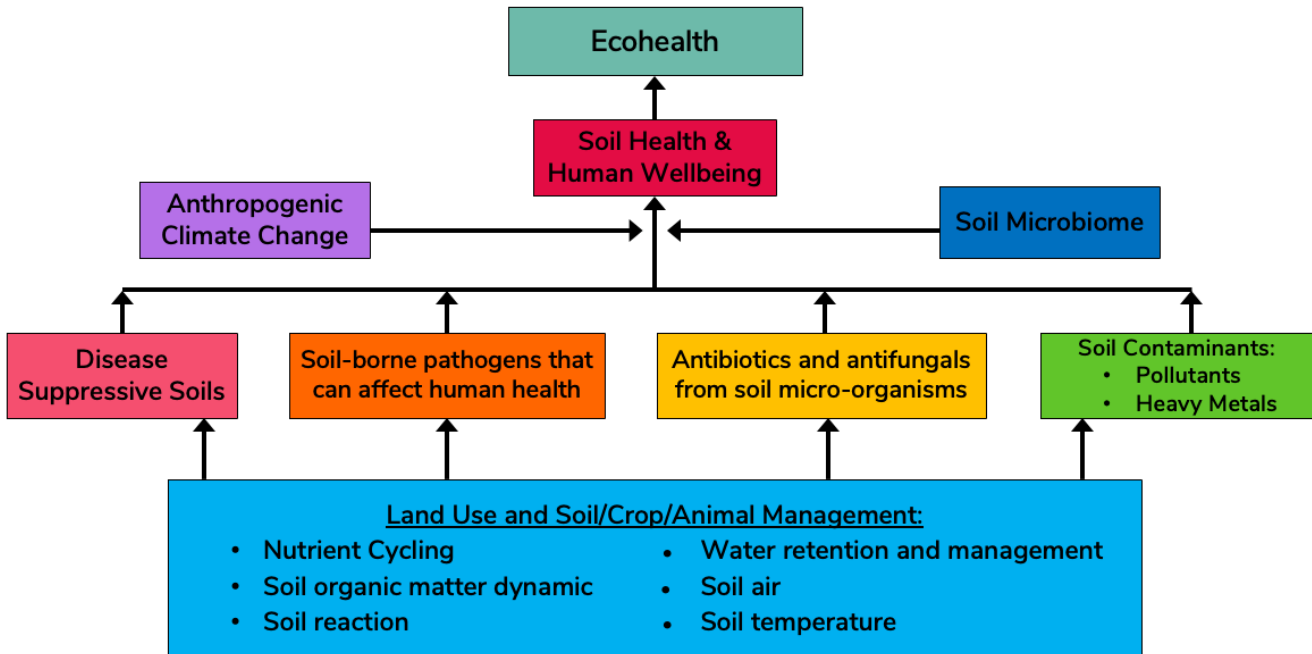 Ecohealth
Soil Health &
Human Wellbeing
Anthropogenic
Climate Change
Soil Microbiome
Disease
Suppressive Soils
Soil-borne pathogens that
can affect human health
Antibiotics and antifungals
from soil micro-organisms
Soil Contaminants:
• Pollutants
• Heavy Metals
Land Use and Soil/Crop/Animal Management:
• Nutrient Cycling
• Soil organic matter dynamic
• Soil reaction
• Water retention and management
• Soil air
• Soil temperature